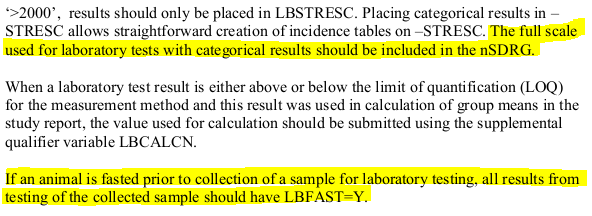 ‘>2000’,  results should only be placed in LBSTRESC. Placing categorical results in –
STRESC allows straightforward creation of incidence tables on –STRESC. The full scale
used for laboratory tests with categorical results should be included in the nSDRG.
When a laboratory test result is either above or below the limit of quantification (LOQ)
for the measurement method and this result was used in calculation of group means in the
study report, the value used for calculation should be submitted using the supplemental
qualifier variable LBCALCN.
If an animal is fasted prior to collection of a sample for laboratory testing, all results from
testing of the collected sample should have LBFAST=Y.